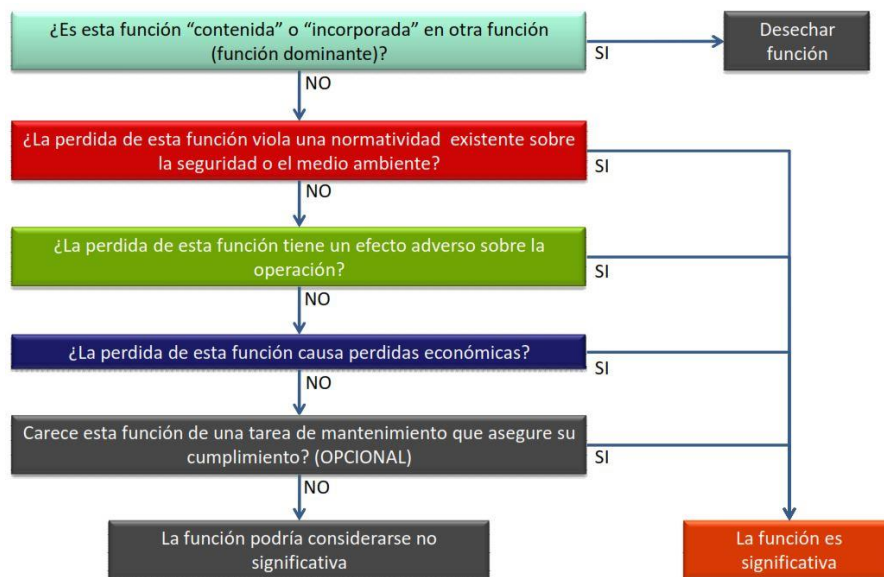 ¿Es esta función “contenida” o “incorporada” en otra función
(función dominante)?
SI
Desechar
función
NO
¿La perdida de esta función viola una normatividad existente sobre
la seguridad o el medio ambiente?
SI
NO
¿La perdida de esta función tiene un efecto adverso sobre la
operación?
SI
NO
¿La perdida de esta función causa perdidas económicas?
SI
NO
Carece esta función de una tarea de mantenimiento que asegure su
cumplimiento? (OPCIONAL)
SI
NO
La función podría considerarse no
significativa
La función es
significativa